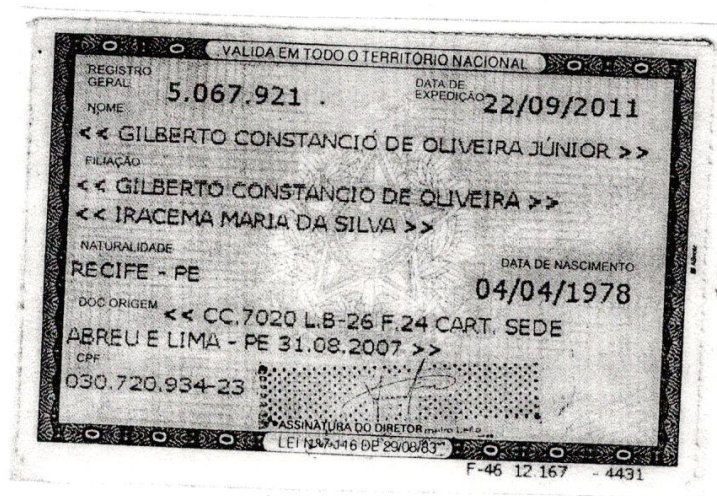 VALIDA EM TODO O TERRITÓRIO NACIONAL
REGISTRO GERAL 5.067.921 . DATA DE EXPEDIÇÃO 22/09/2011
NOME
<< GILBERTO CONSTANCIO DE OLIVEIRA JÚNIOR >>
FILIAÇÃO
<< GILBERTO CONSTANCIO DE OLIVEIRA >>
<< IRACEMA MARIA DA SILVA >>
NATURALIDADE DATA DE NASCIMENTO
RECIFE - PE 04/04/1978
DOC ORIGEM << CC.7020 L.B-26 F.24 CART. SEDE
ABREU E LIMA - PE 31.08.2007 >>
CPF
030.720.934-23
ASSINATURA DO DIRETOR
LEI Nº 7.116 DE 29/08/83
F-46 12.167 - 4431